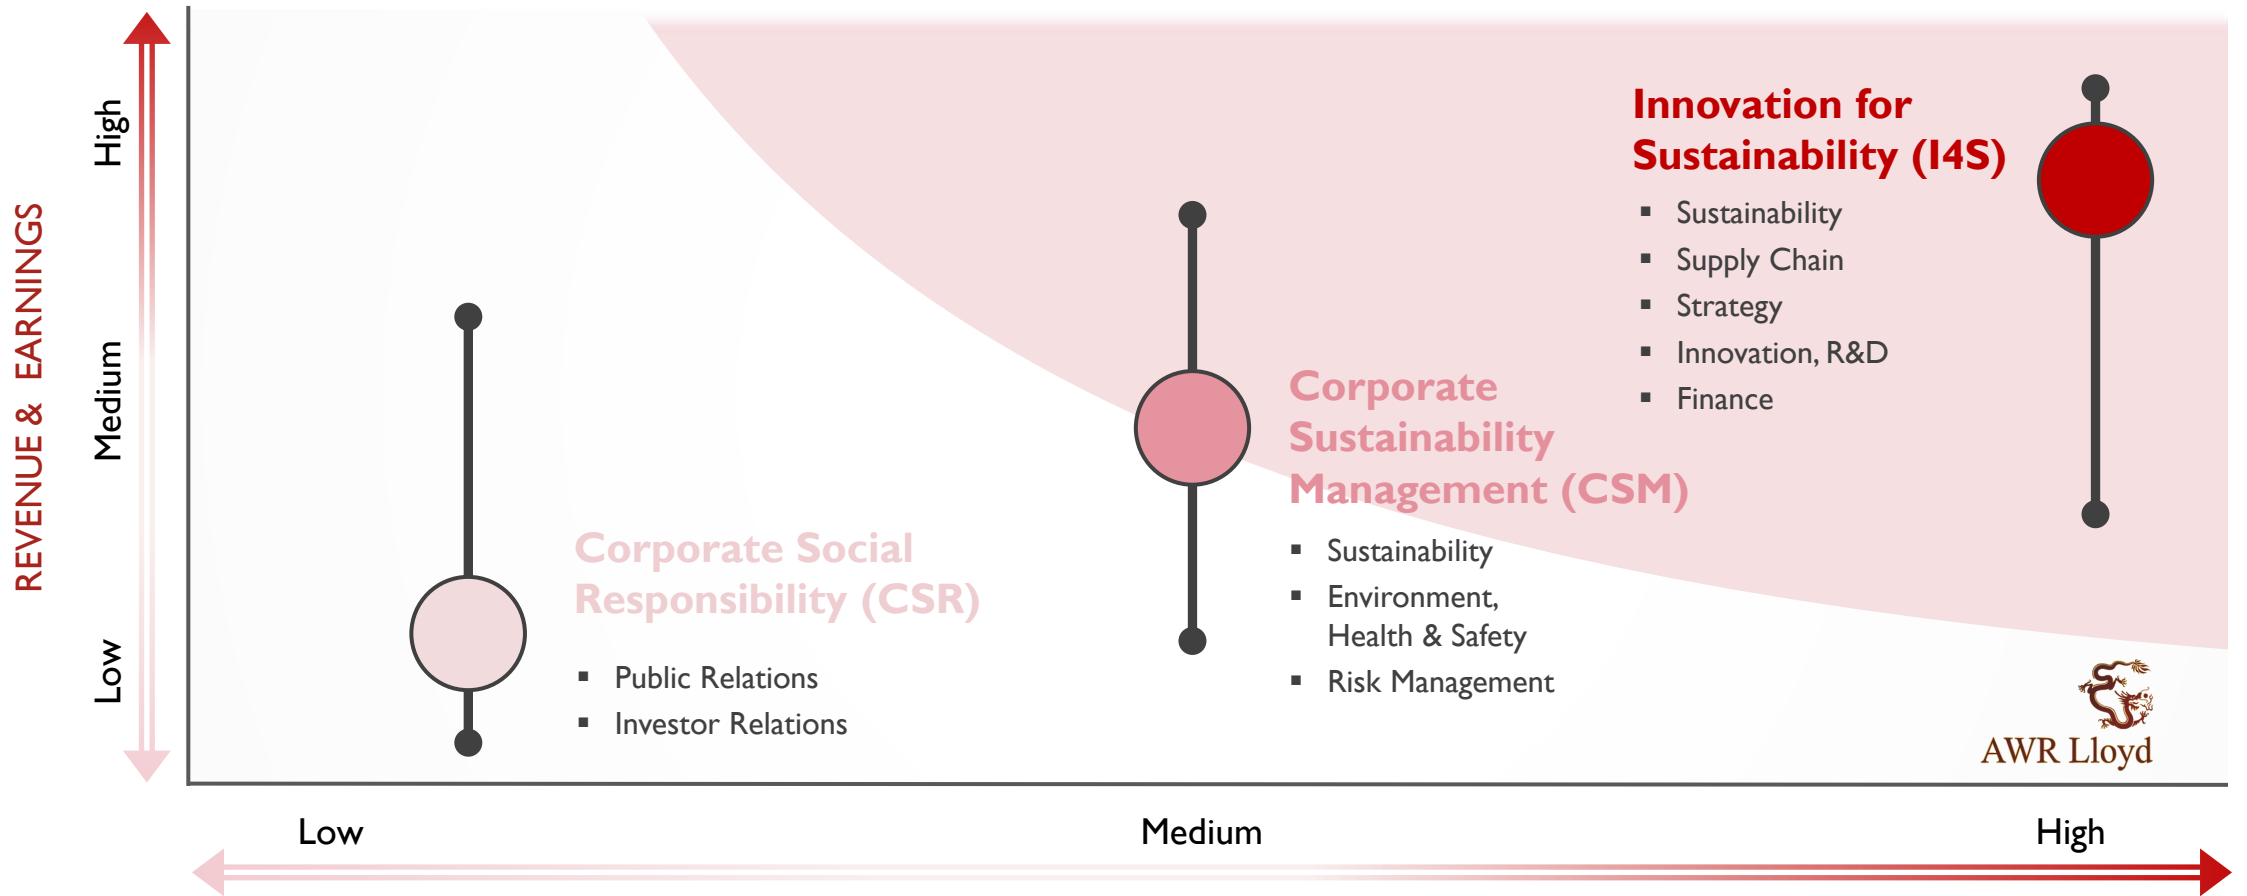 REVENUE & EARNINGS
High
Medium
Low
Innovation for
Sustainability (I4S)
▪ Sustainability
▪ Supply Chain
▪ Strategy
▪ Innovation, R&D
▪ Finance
Corporate
Sustainability
Management (CSM)
▪ Sustainability
▪ Environment,
Health & Safety
▪ Risk Management
Corporate Social
Responsibility (CSR)
▪ Public Relations
▪ Investor Relations
AWR Lloyd
Low
Medium
High